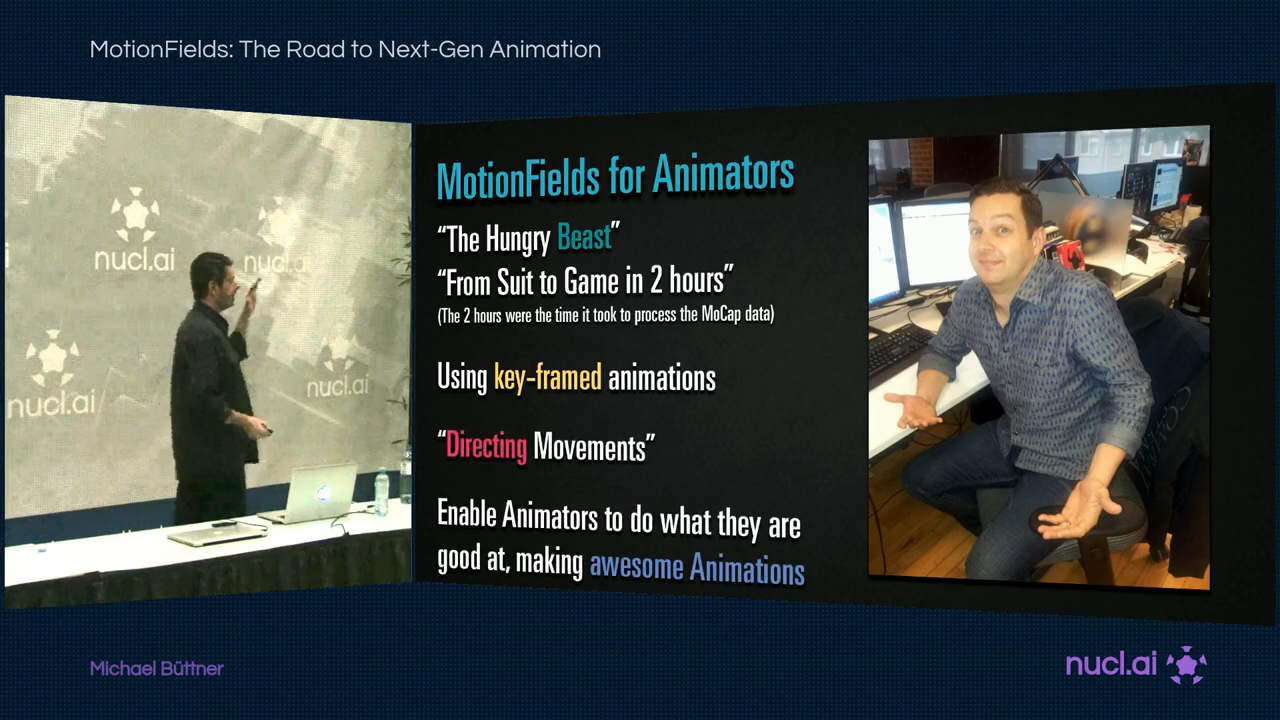 MotionFields: The Road to Next-Gen Animation
nucl.ai
nucl.ai
nucl.ai
nucl.ai
MotionFields for Animators
“The Hungry Beast”
“From Suit to Game in 2 hours”
(The 2 hours were the time it took to process the MoCap data)
Using key-framed animations
“Directing Movements”
Enable Animators to do what they are
good at, making awesome Animations
Michael Büttner
nucl.ai